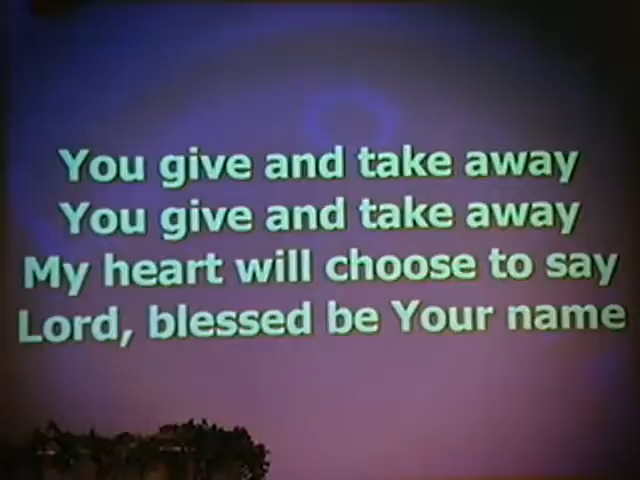 You give and take away
You give and take away
My heart will choose to say
Lord, blessed be Your name